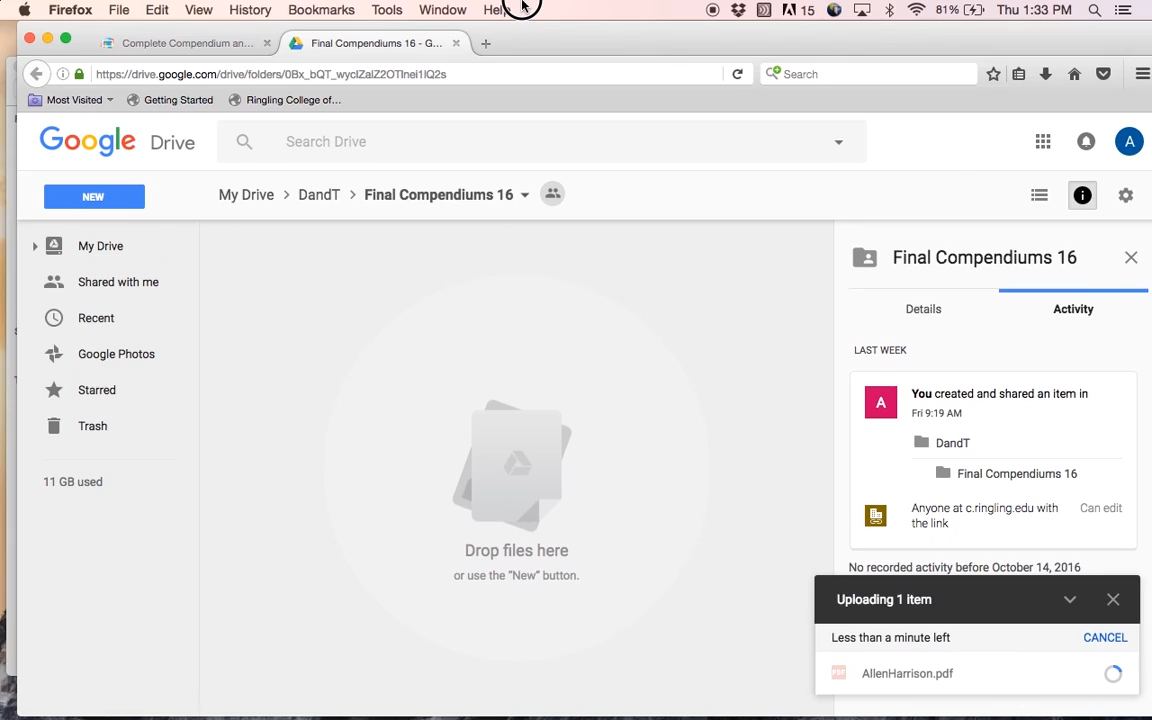 Firefox File Edit View History Bookmarks Tools Window Help 15 81% Thu 1:33 PM
Complete Compendium an... Final Compendiums 16 - G...
https://drive.google.com/drive/folders/0Bx_bQT_wyclZalZ2OTlnei1lQ2s Search
Most Visited Getting Started Ringling College of...
Google Drive Search Drive A
NEW My Drive > DandT > Final Compendiums 16
My Drive
Shared with me
Recent
Google Photos
Starred
Trash
11 GB used
Drop files here
or use the “New” button.
Final Compendiums 16
Details Activity
LAST WEEK
A You created and shared an item in
Fri 9:19 AM
DandT
Final Compendiums 16
Anyone at c.ringling.edu with Can edit
the link
No recorded activity before October 14, 2016
Uploading 1 item
Less than a minute left CANCEL
PDF AllenHarrison.pdf